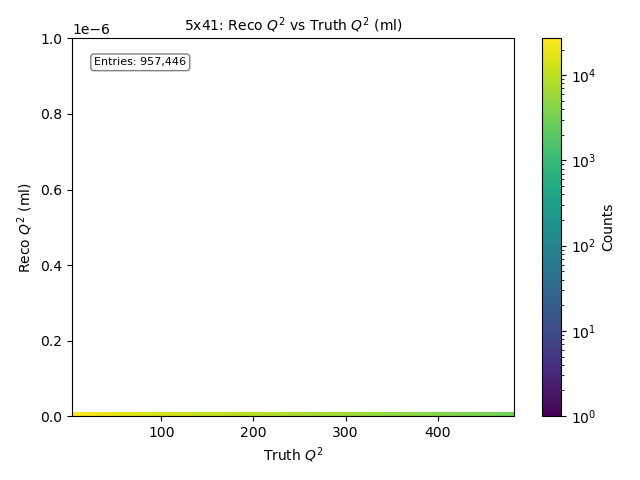 5x41: Reco $Q^2$ vs Truth $Q^2$ (ml)
1e−6
1.0
Entries: 957,446
0.8
0.6
0.4
0.2
0.0
Reco $Q^2$ (ml)
100
200
300
400
Truth $Q^2$
10^4
10^3
10^2
10^1
10^0
Counts